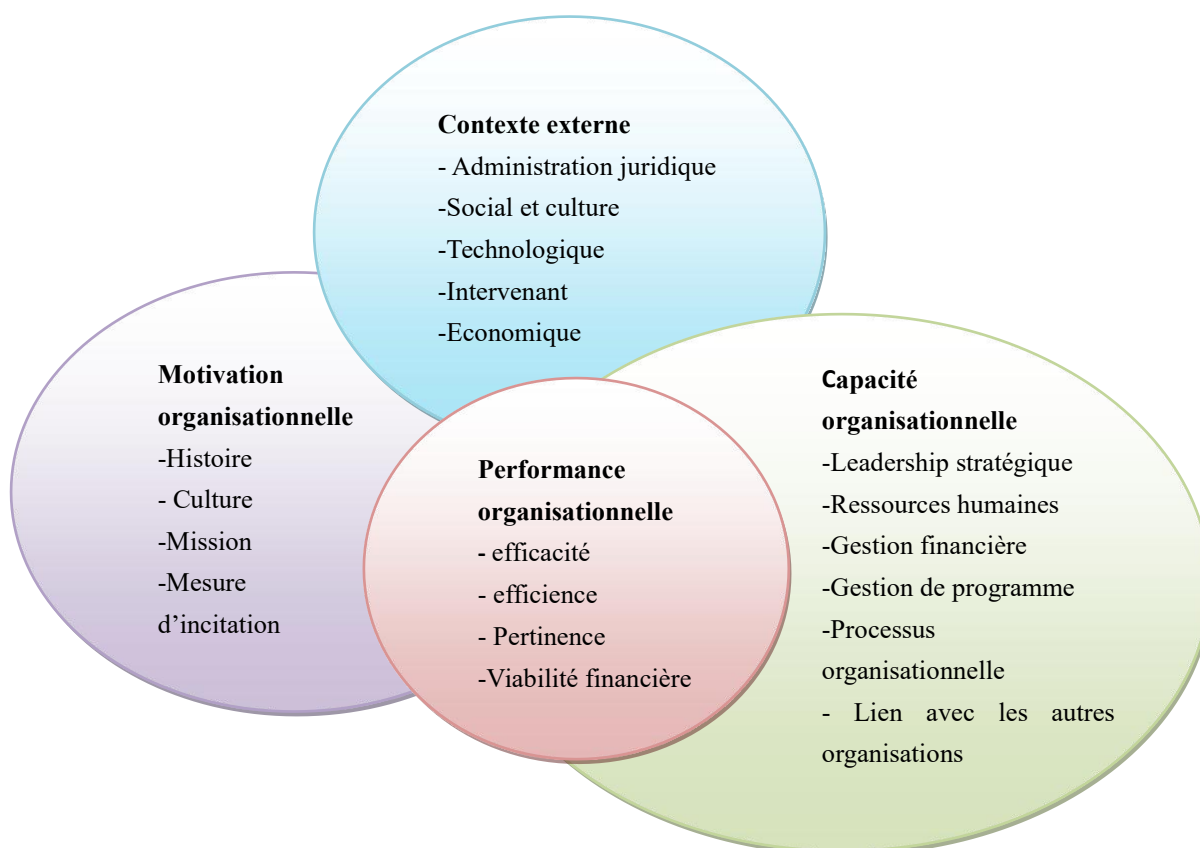 Contexte externe
- Administration juridique
-Social et culture
-Technologique
-Intervenant
-Economique
Motivation
organisationnelle
-Histoire
- Culture
-Mission
-Mesure
d’incitation
Performance
organisationnelle
- efficacité
- efficience
- Pertinence
-Viabilité financière
Capacité
organisationnelle
-Leadership stratégique
-Ressources humaines
-Gestion financière
-Gestion de programme
-Processus
organisationnelle
- Lien avec les autres
organisations